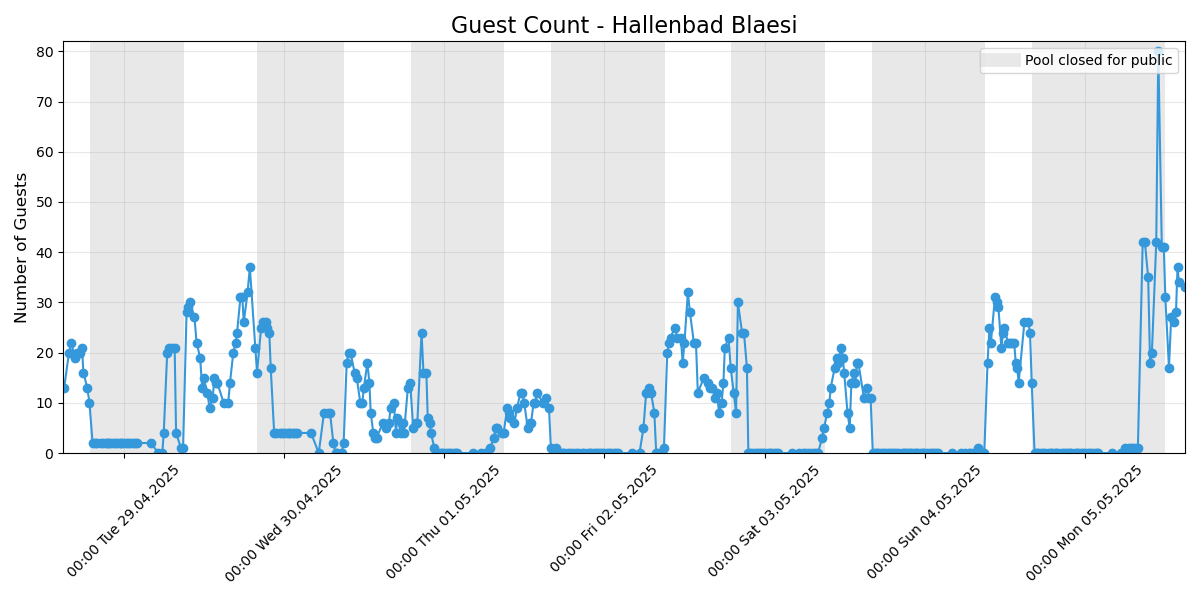 Guest Count - Hallenbad Blaesi
Pool closed for public
Number of Guests
80
70
60
50
40
30
20
10
0
00:00 Tue 29.04.2025
00:00 Wed 30.04.2025
00:00 Thu 01.05.2025
00:00 Fri 02.05.2025
00:00 Sat 03.05.2025
00:00 Sun 04.05.2025
00:00 Mon 05.05.2025